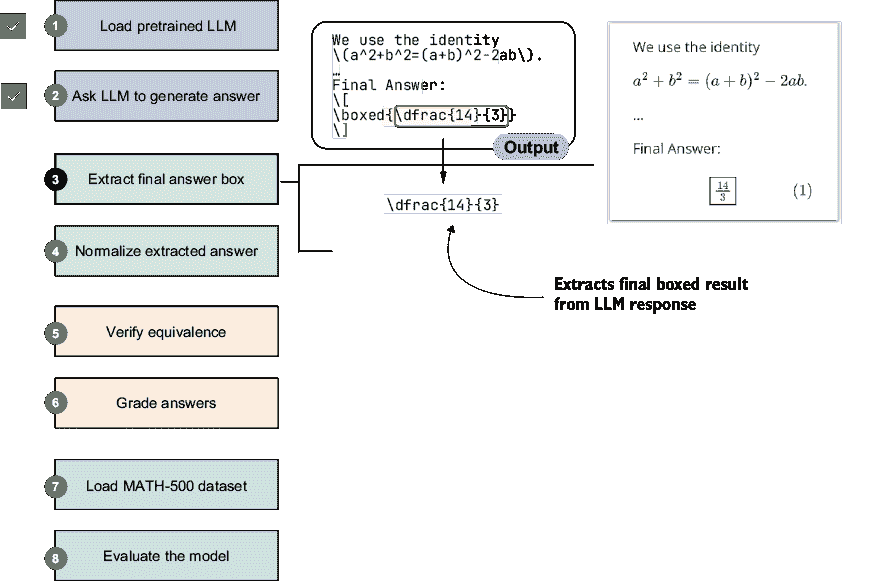 1 Load pretrained LLM
2 Ask LLM to generate answer
3 Extract final answer box
4 Normalize extracted answer
5 Verify equivalence
6 Grade answers
7 Load MATH-500 dataset
8 Evaluate the model
We use the identity
\(a^2+b^2=(a+b)^2-2ab\).
…
Final Answer:
\[
\boxed{\dfrac{14}{3}}
\]
Output
\dfrac{14}{3}
Extracts final boxed result
from LLM response
We use the identity
a² + b² = (a + b)² − 2ab.
...
Final Answer:
14/3 (1)